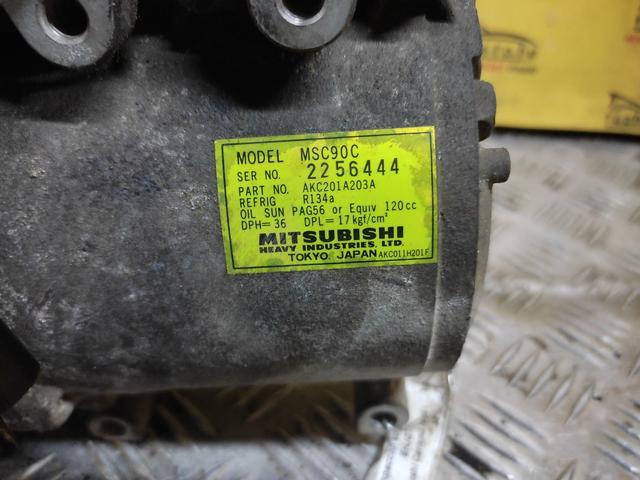 MODEL MSC90C
SER NO. 2256444
PART NO. AKC201A203A
REFRIG R134a
OIL SUN PAG56 or Equiv 120cc
DPH=36 DPL=17kgf/cm²
MITSUBISHI
HEAVY INDUSTRIES, LTD.
TOKYO, JAPAN AKC011H201F